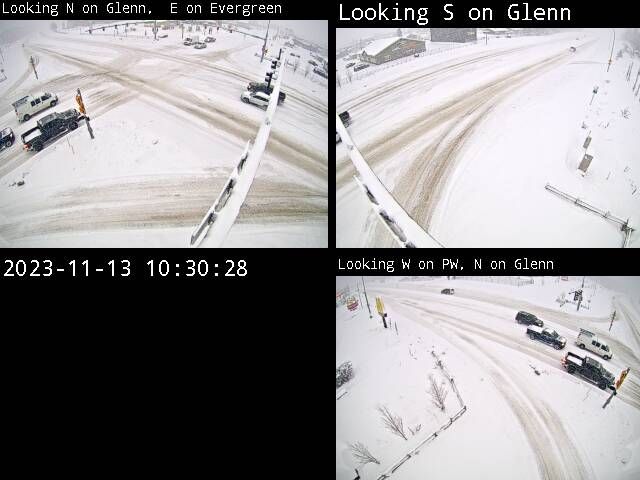 Looking N on Glenn,  E on Evergreen
Looking S on Glenn
2023-11-13 10:30:28
Looking W on PW, N on Glenn